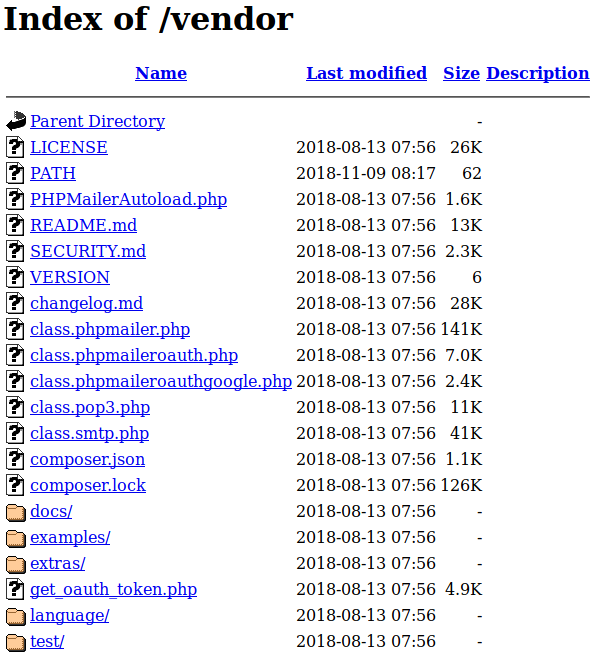 Index of /vendor
Name Last modified Size Description
Parent Directory -
LICENSE 2018-08-13 07:56 26K
PATH 2018-11-09 08:17 62
PHPMailerAutoload.php 2018-08-13 07:56 1.6K
README.md 2018-08-13 07:56 13K
SECURITY.md 2018-08-13 07:56 2.3K
VERSION 2018-08-13 07:56 6
changelog.md 2018-08-13 07:56 28K
class.phpmailer.php 2018-08-13 07:56 141K
class.phpmaileroauth.php 2018-08-13 07:56 7.0K
class.phpmaileroauthgoogle.php 2018-08-13 07:56 2.4K
class.pop3.php 2018-08-13 07:56 11K
class.smtp.php 2018-08-13 07:56 41K
composer.json 2018-08-13 07:56 1.1K
composer.lock 2018-08-13 07:56 126K
docs/ 2018-08-13 07:56 -
examples/ 2018-08-13 07:56 -
extras/ 2018-08-13 07:56 -
get_oauth_token.php 2018-08-13 07:56 4.9K
language/ 2018-08-13 07:56 -
test/ 2018-08-13 07:56 -